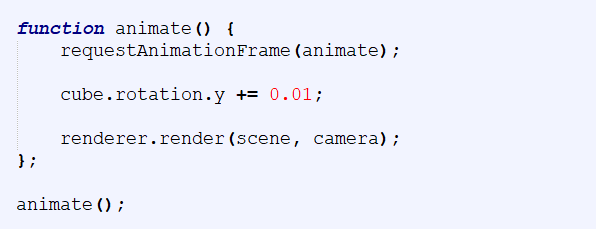 function animate() {
    requestAnimationFrame(animate);

    cube.rotation.y += 0.01;

    renderer.render(scene, camera);
};

animate();